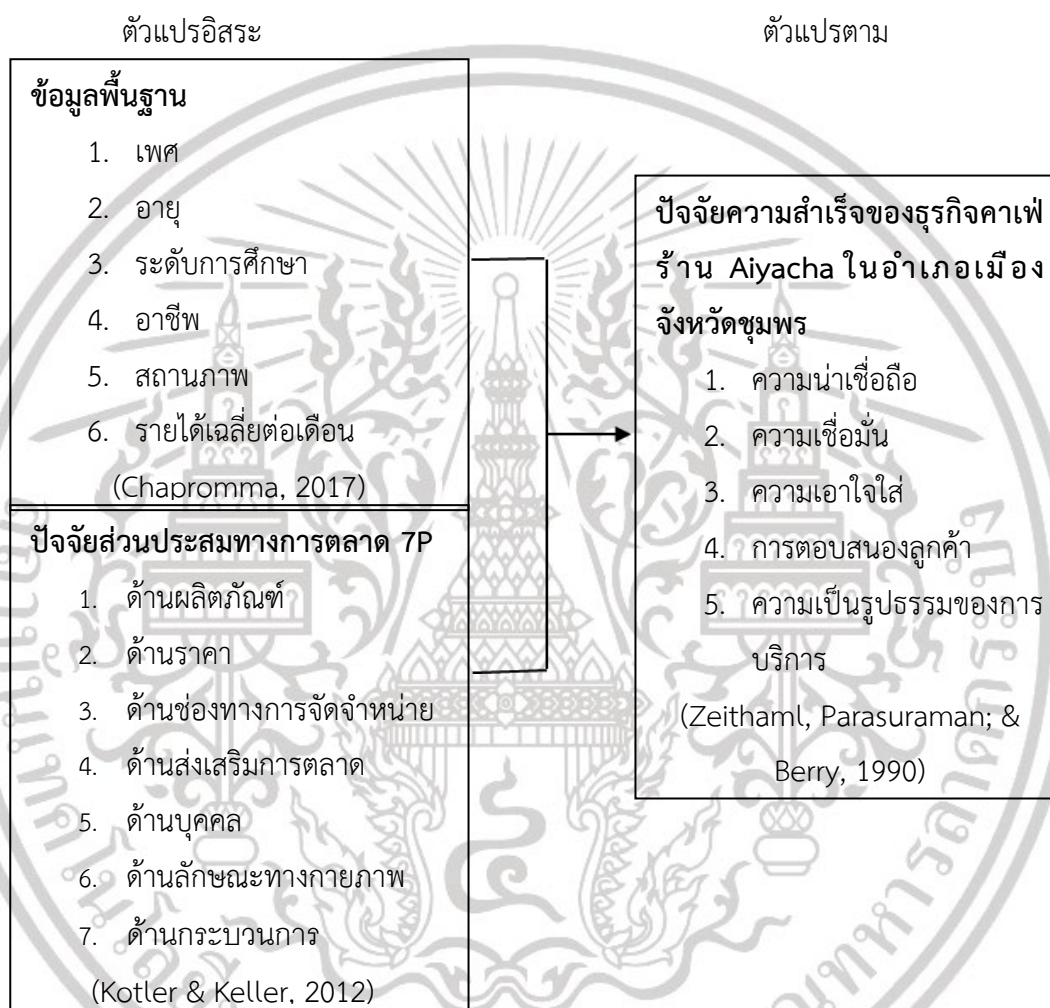 ตัวแปรอิสระ
ตัวแปรตาม
ข้อมูลพื้นฐาน
1. เพศ
2. อายุ
3. ระดับการศึกษา
4. อาชีพ
5. สถานภาพ
6. รายได้เฉลี่ยต่อเดือน
(Chapromma, 2017)
ปัจจัยส่วนประสมทางการตลาด 7P
1. ด้านผลิตภัณฑ์
2. ด้านราคา
3. ด้านช่องทางการจัดจำหน่าย
4. ด้านส่งเสริมการตลาด
5. ด้านบุคคล
6. ด้านลักษณะทางกายภาพ
7. ด้านกระบวนการ
(Kotler & Keller, 2012)
ปัจจัยความสำเร็จของธุรกิจคาเฟ่
ร้าน Aiyacha ในอำเภอเมือง
จังหวัดชุมพร
1. ความน่าเชื่อถือ
2. ความเชื่อมั่น
3. ความเอาใจใส่
4. การตอบสนองลูกค้า
5. ความเป็นรูปธรรมของการ
บริการ
(Zeithaml, Parasuraman; &
Berry, 1990)